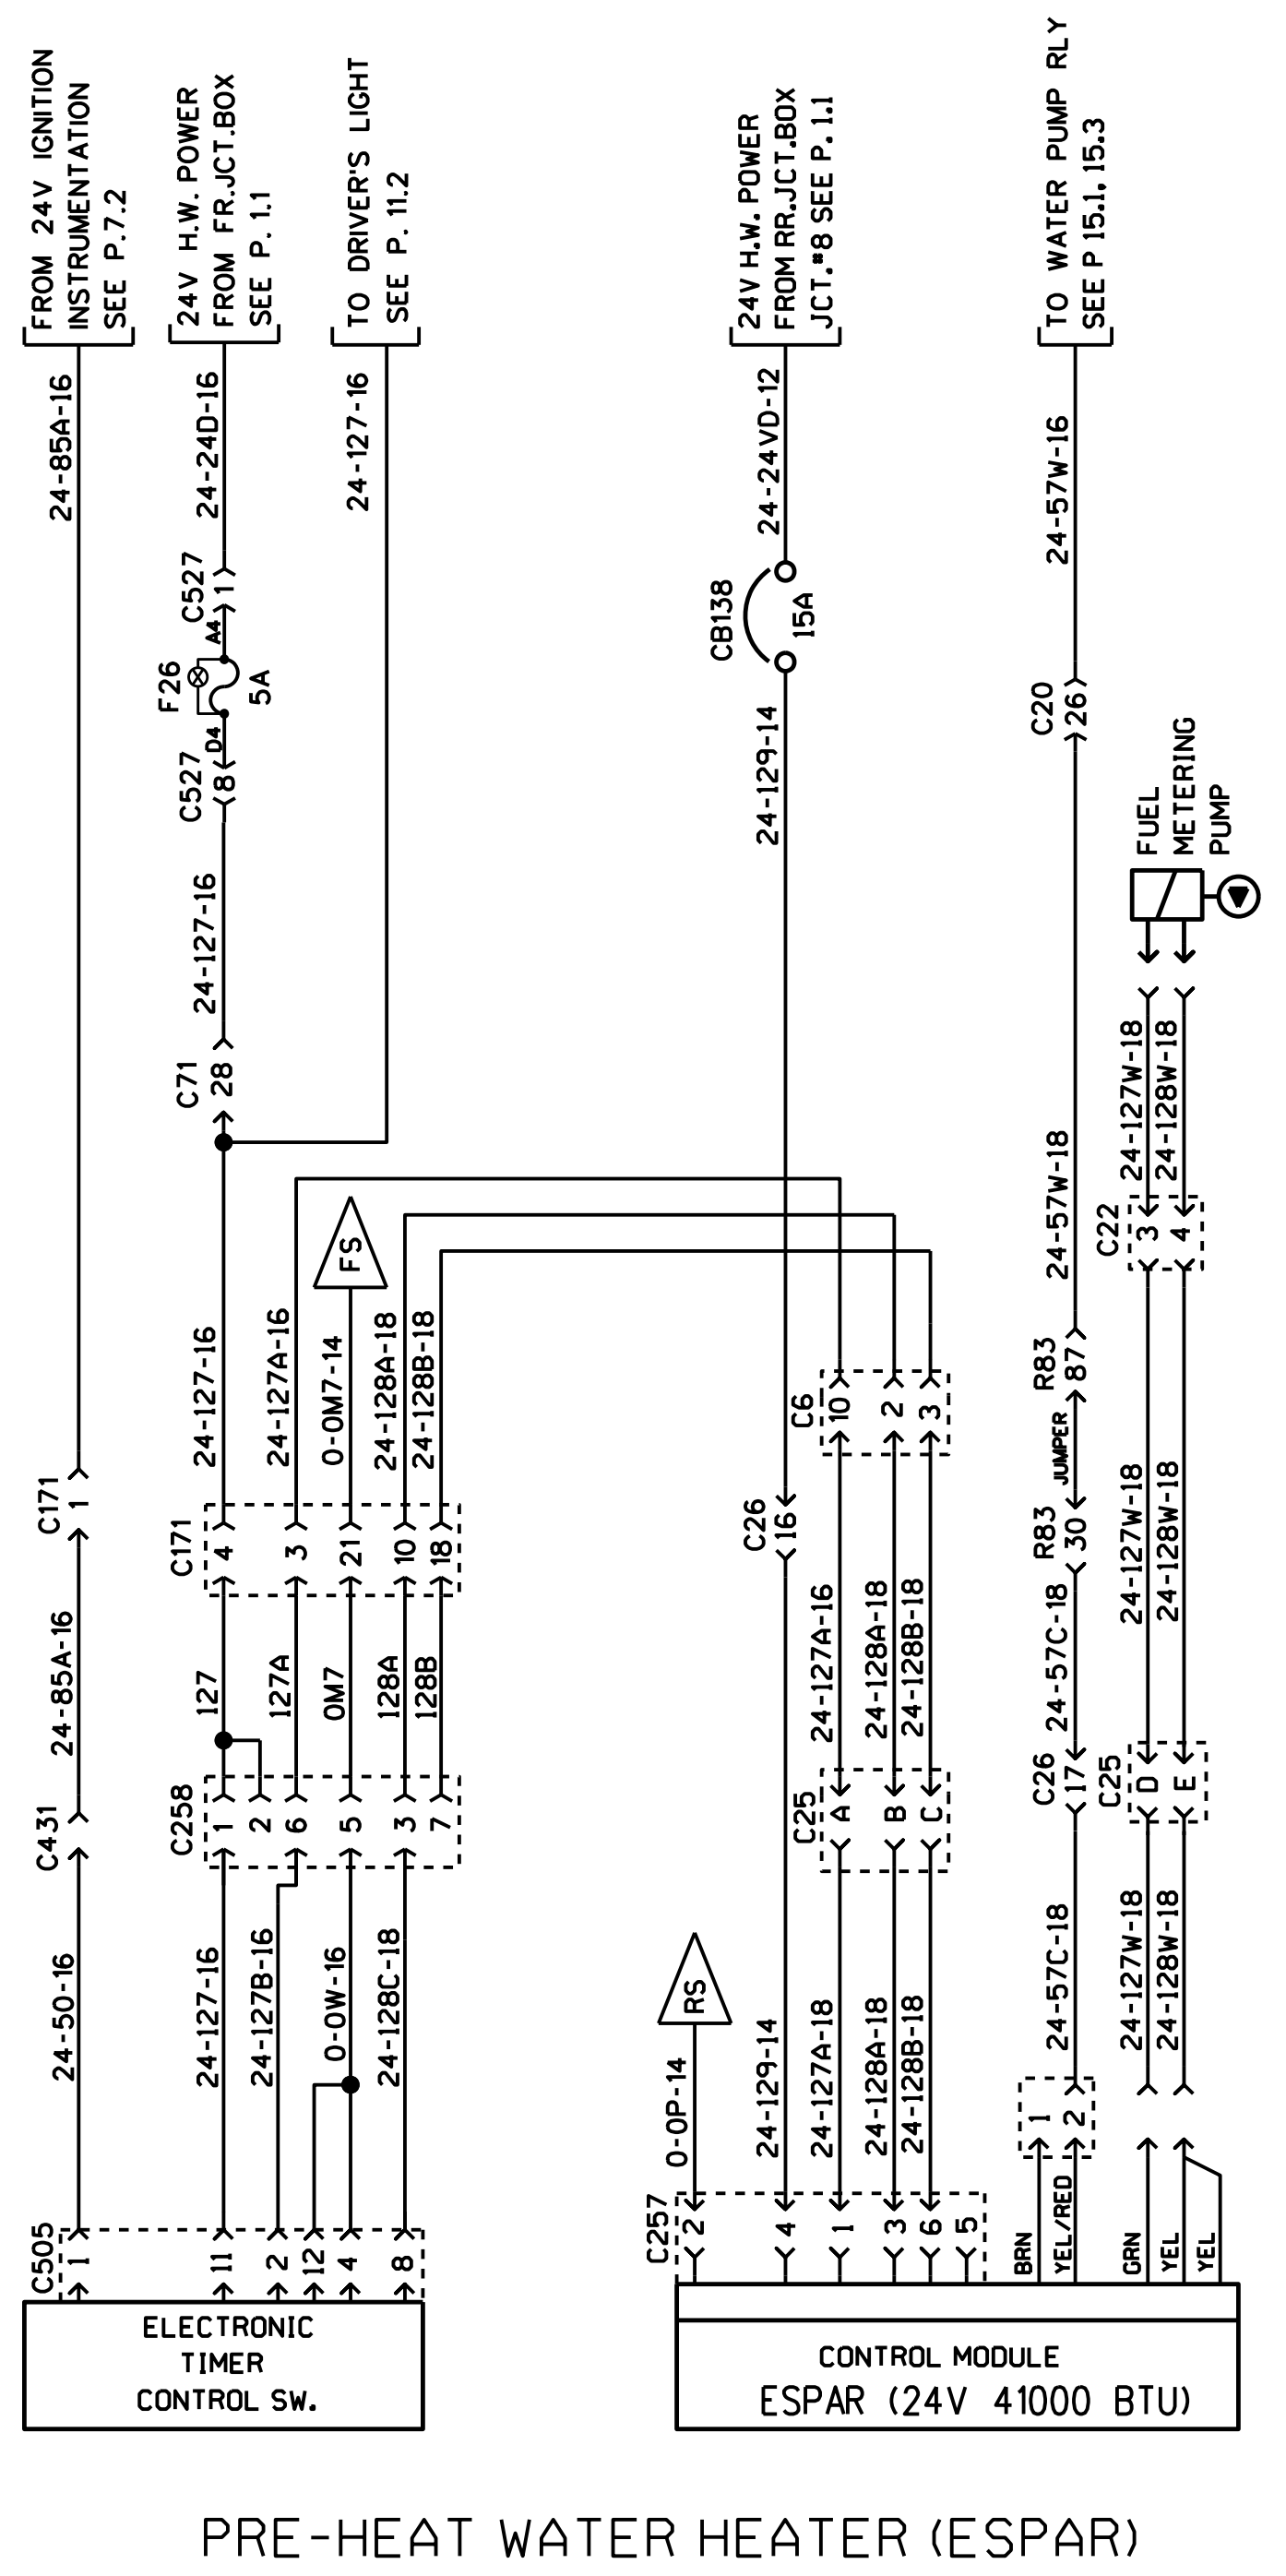 FROM 24V IGNITION
INSTRUMENTATION
SEE P.7.2
24V H.W. POWER
FROM FR.JCT.BOX
SEE P. 1.1
TO DRIVER'S LIGHT
SEE P. 11.2
24V H.W. POWER
FROM RR.JCT.BOX
JCT.#8 SEE P. 1.1
TO WATER PUMP RLY
SEE P 15.1, 15.3
24-85A-16
24-24D-16
24-127-16
24-24VD-12
24-57W-16
C527
1
A4
F26
5A
D4
C527
8
CB138
15A
C20
26
24-129-14
FUEL
METERING
PUMP
24-127-16
C71
28
24-127W-18
24-128W-18
24-57W-18
C22
3
4
FS
24-127-16
24-127A-16
0-0M7-14
24-128A-18
24-128B-18
R83
87
JUMPER
R83
30
C6
10
2
3
C171
1
C171
4
3
21
10
18
C26
16
24-127W-18
24-128W-18
24-85A-16
127
127A
0M7
128A
128B
24-127A-16
24-128A-18
24-128B-18
24-57C-18
C431
C258
1
2
6
5
3
7
C25
A
B
C
C26
17
C25
D
E
24-50-16
24-127-16
24-127B-16
0-0W-16
24-128C-18
RS
0-0P-14
24-129-14
24-127A-18
24-128A-18
24-128B-18
24-57C-18
24-127W-18
24-128W-18
1
2
C505
1
11
2
12
4
8
C257
2
4
1
3
6
5
BRN
YEL/RED
GRN
YEL
YEL
ELECTRONIC
TIMER
CONTROL SW.
CONTROL MODULE
ESPAR (24V 41000 BTU)
PRE-HEAT WATER HEATER (ESPAR)